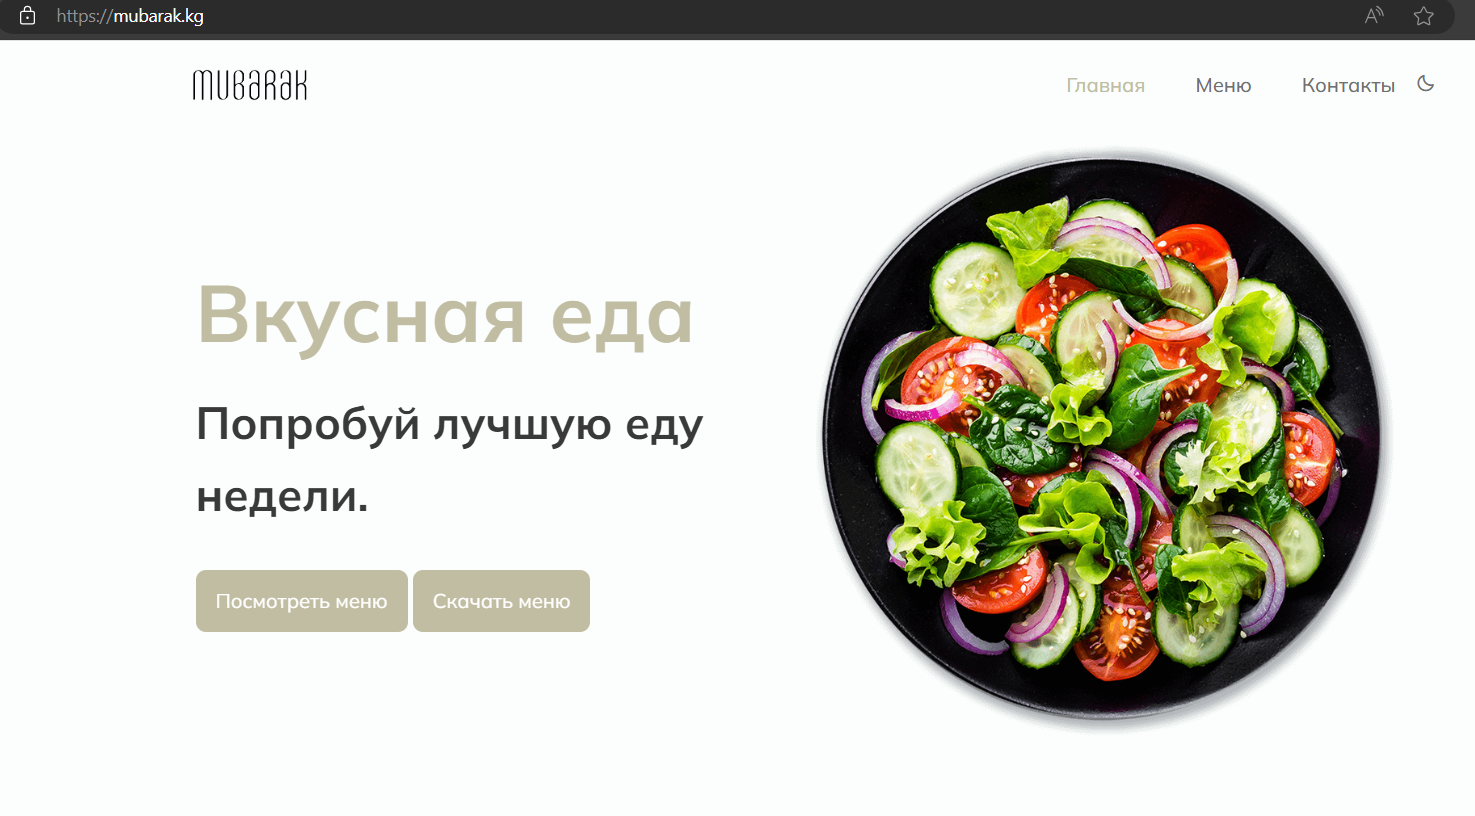 https://mubarak.kg
MUBARAK
Главная Меню Контакты
Вкусная еда
Попробуй лучшую еду
недели.
Посмотреть меню Скачать меню